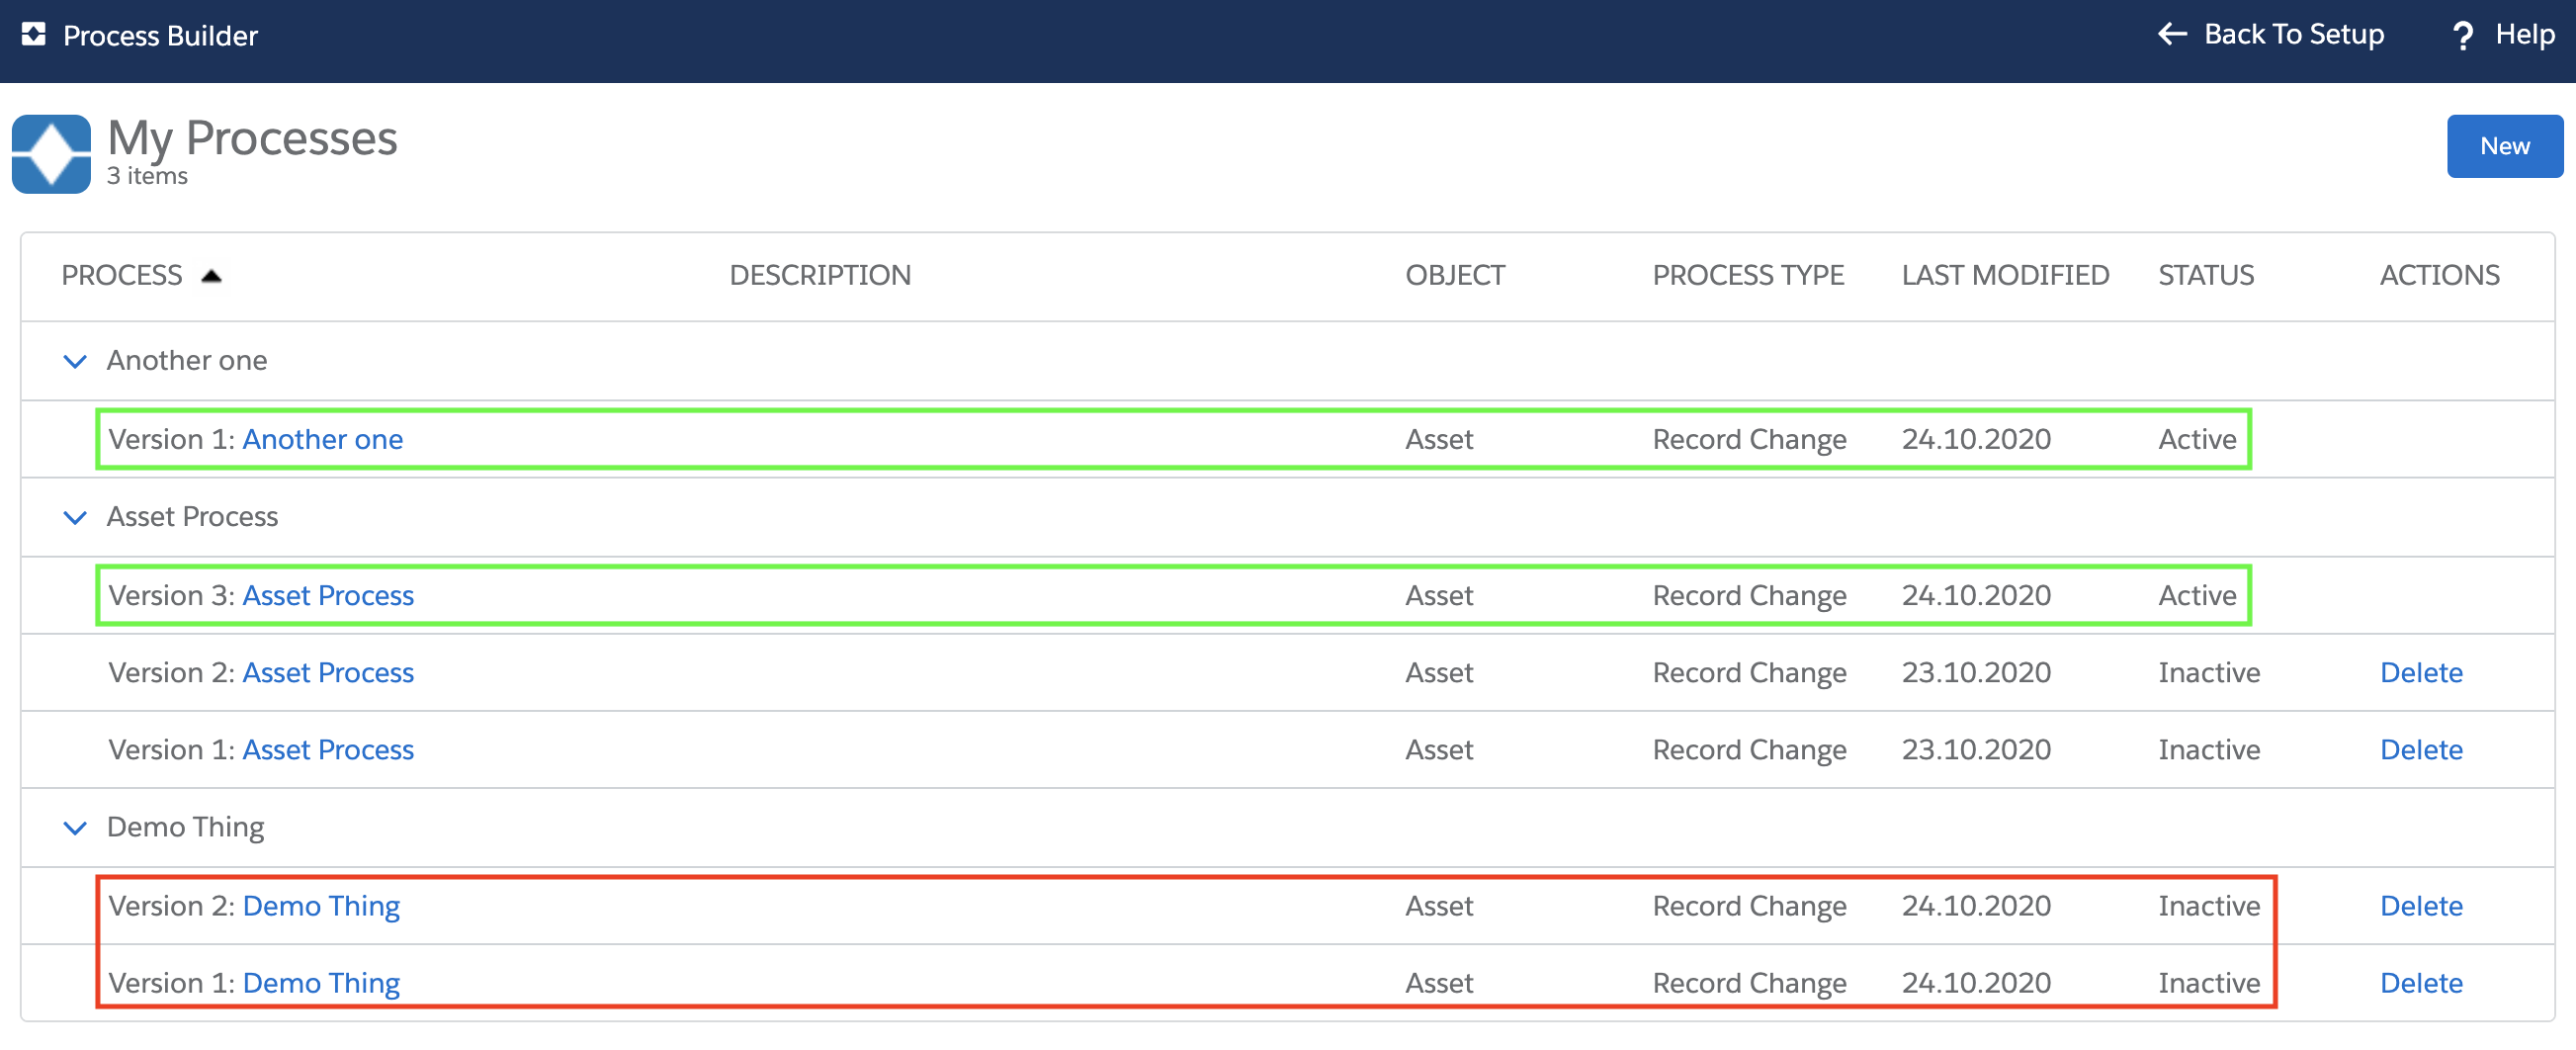 Process Builder
Back To Setup
? Help
My Processes
3 items
New
PROCESS DESCRIPTION OBJECT PROCESS TYPE LAST MODIFIED STATUS ACTIONS
Another one
Version 1: Another one Asset Record Change 24.10.2020 Active
Asset Process
Version 3: Asset Process Asset Record Change 24.10.2020 Active
Version 2: Asset Process Asset Record Change 23.10.2020 Inactive Delete
Version 1: Asset Process Asset Record Change 23.10.2020 Inactive Delete
Demo Thing
Version 2: Demo Thing Asset Record Change 24.10.2020 Inactive Delete
Version 1: Demo Thing Asset Record Change 24.10.2020 Inactive Delete